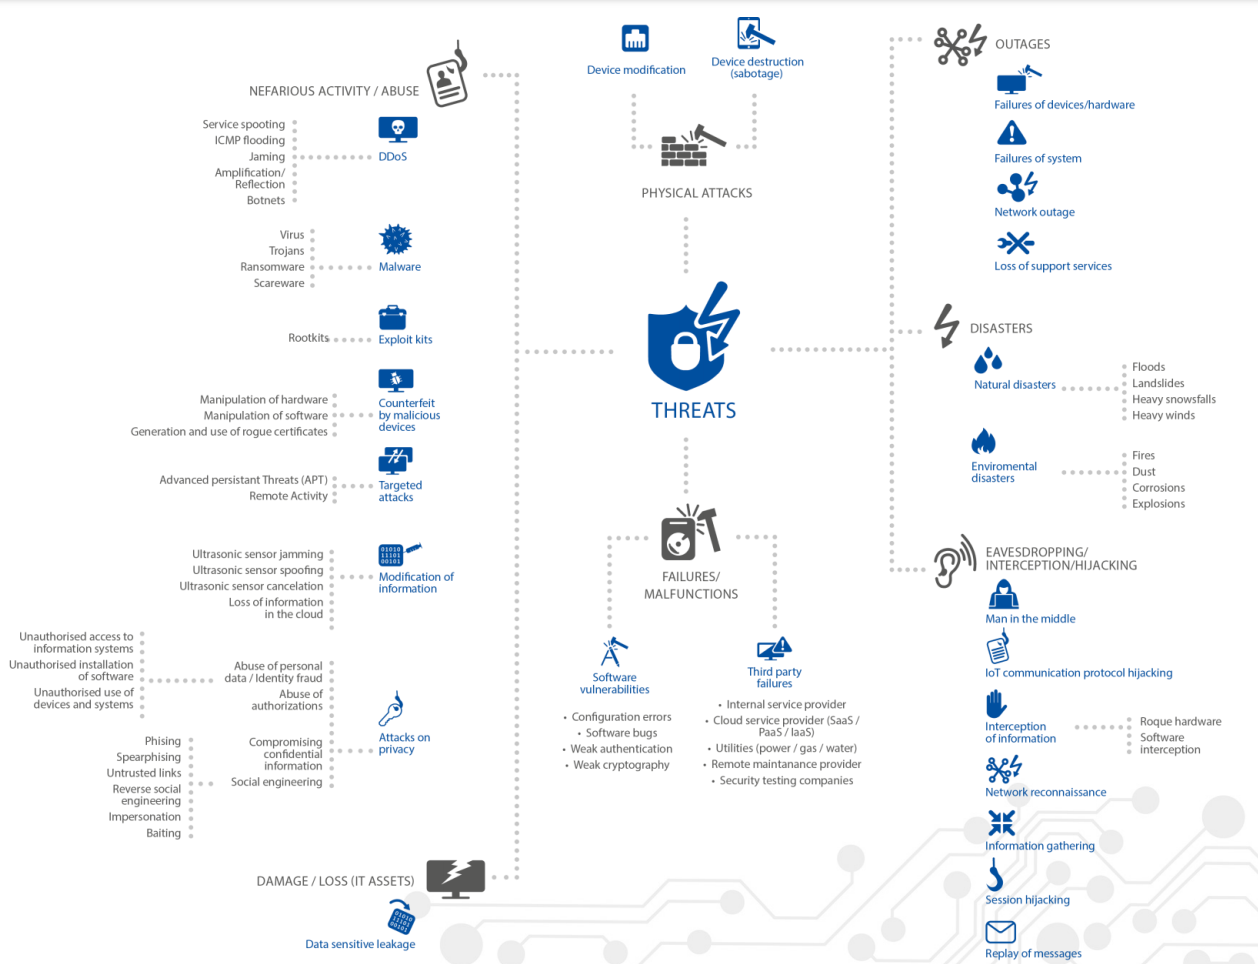 NEFARIOUS ACTIVITY / ABUSE
Service spooting
ICMP flooding
Jaming
Amplification/
Reflection
Botnets
DDoS
Virus
Trojans
Ransomware
Scareware
Malware
Rootkits
Exploit kits
Manipulation of hardware
Manipulation of software
Generation and use of rogue certificates
Counterfeit
by malicious
devices
Advanced persistant Threats (APT)
Remote Activity
Targeted
attacks
Ultrasonic sensor jamming
Ultrasonic sensor spoofing
Ultrasonic sensor cancelation
Loss of information
in the cloud
01010
11101
00101
Modification of
information
Unauthorised access to
information systems
Unauthorised installation
of software
Unauthorised use of
devices and systems
Abuse of personal
data / Identity fraud
Abuse of
authorizations
Compromising
confidential
information
Social engineering
Phising
Spearphising
Untrusted links
Reverse social
engineering
Impersonation
Baiting
Attacks on
privacy
DAMAGE / LOSS (IT ASSETS)
01010
11101
00101
Data sensitive leakage
Device modification
Device destruction
(sabotage)
PHYSICAL ATTACKS
THREATS
FAILURES/
MALFUNCTIONS
Software
vulnerabilities
• Configuration errors
• Software bugs
• Weak authentication
• Weak cryptography
Third party
failures
• Internal service provider
• Cloud service provider (SaaS /
PaaS / IaaS)
• Utilities (power / gas / water)
• Remote maintanance provider
• Security testing companies
OUTAGES
Failures of devices/hardware
Failures of system
Network outage
Loss of support services
DISASTERS
Natural disasters
Floods
Landslides
Heavy snowsfalls
Heavy winds
Enviromental
disasters
Fires
Dust
Corrosions
Explosions
EAVESDROPPING/
INTERCEPTION/HIJACKING
Man in the middle
IoT communication protocol hijacking
Interception
of information
Roque hardware
Software
interception
Network reconnaissance
Information gathering
Session hijacking
Replay of messages